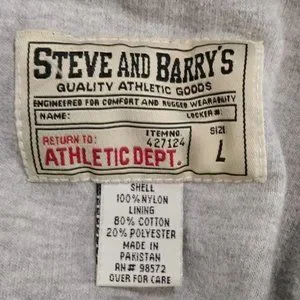 STEVE AND BARRY'S
QUALITY ATHLETIC GOODS
ENGINEERED FOR COMFORT AND RUGGED WEARABILITY
NAME: LOCKER #:
RETURN TO: ITEM NO. SIZE
427124
ATHLETIC DEPT. L
SHELL
100% NYLON
LINING
80% COTTON
20% POLYESTER
MADE IN
PAKISTAN
RN# 98572
OVER FOR CARE